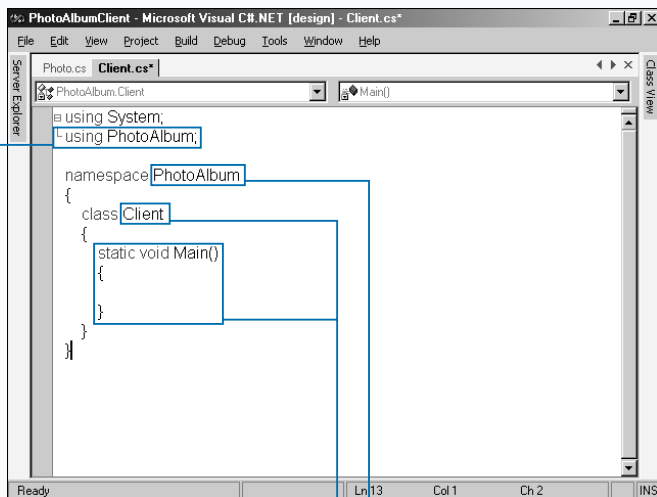 PhotoAlbumClient - Microsoft Visual C#.NET [design] - Client.cs*
File Edit View Project Build Debug Tools Window Help
Server Explorer
Photo.cs Client.cs*
Class View
PhotoAlbum.Client Main()
using System;
using PhotoAlbum;
namespace PhotoAlbum
{
class Client
{
static void Main()
{
}
}
}
Ready Ln 13 Col 1 Ch 2 INS